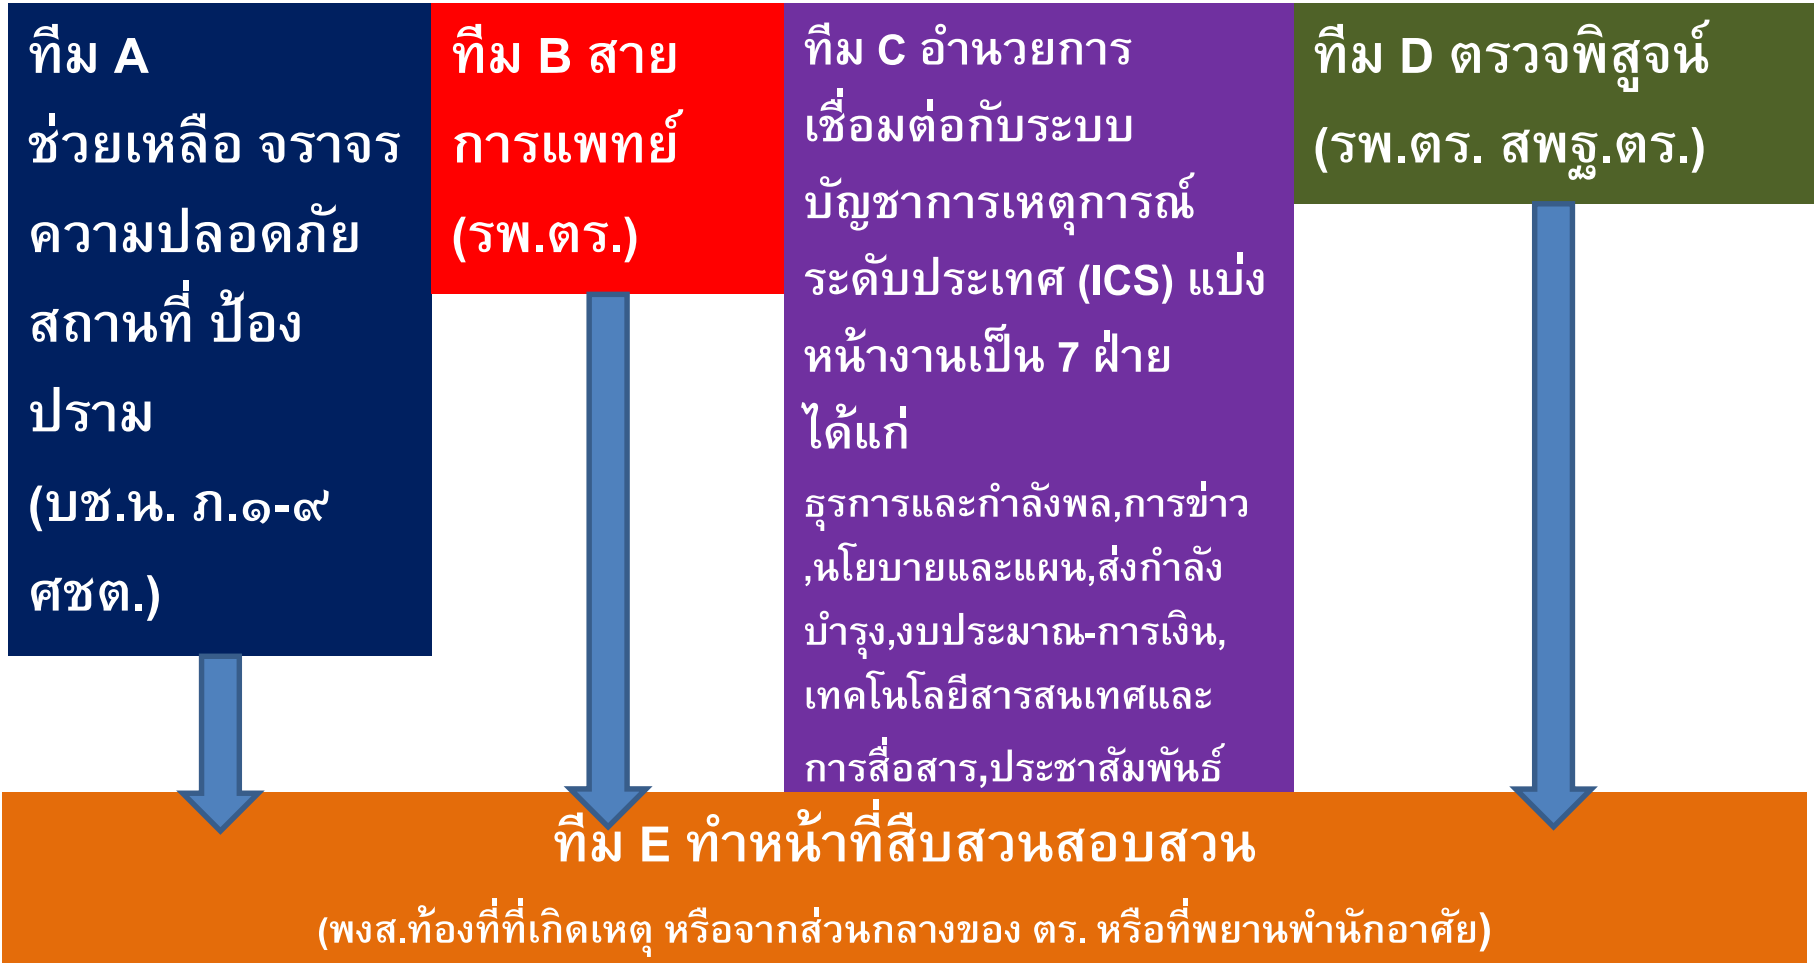 ทีม A
ช่วยเหลือ จราจร
ความปลอดภัย
สถานที่ ป้อง
ปราม
(บช.น. ภ.๑-๙
ศชต.)
ทีม B สาย
การแพทย์
(รพ.ตร.)
ทีม C อำนวยการ
เชื่อมต่อกับระบบ
บัญชาการเหตุการณ์
ระดับประเทศ (ICS) แบ่ง
หน้างานเป็น 7 ฝ่าย
ได้แก่
ธุรการและกำลังพล,การข่าว
,นโยบายและแผน,ส่งกำลัง
บำรุง,งบประมาณ-การเงิน,
เทคโนโลยีสารสนเทศและ
การสื่อสาร,ประชาสัมพันธ์
ทีม D ตรวจพิสูจน์
(รพ.ตร. สพฐ.ตร.)
ทีม E ทำหน้าที่สืบสวนสอบสวน
(พงส.ท้องที่ที่เกิดเหตุ หรือจากส่วนกลางของ ตร. หรือที่พยานพำนักอาศัย)